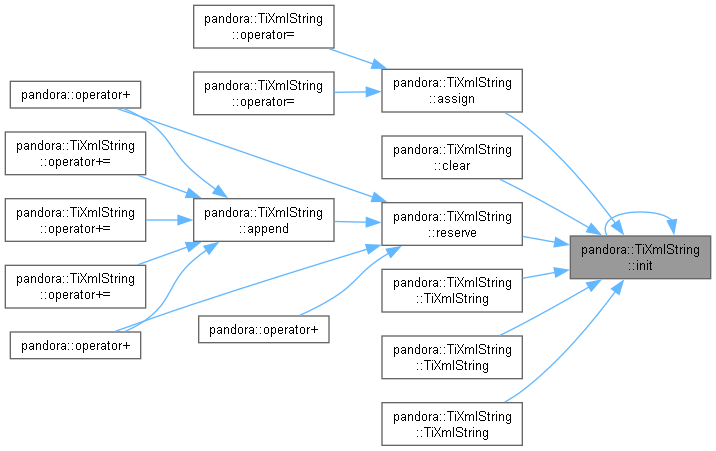 pandora::TiXmlString
::operator=
pandora::TiXmlString
::operator=
pandora::TiXmlString
::assign
pandora::operator+
pandora::TiXmlString
::operator+=
pandora::TiXmlString
::operator+=
pandora::TiXmlString
::operator+=
pandora::operator+
pandora::TiXmlString
::append
pandora::operator+
pandora::TiXmlString
::clear
pandora::TiXmlString
::reserve
pandora::TiXmlString
::TiXmlString
pandora::TiXmlString
::TiXmlString
pandora::TiXmlString
::TiXmlString
pandora::TiXmlString
::init